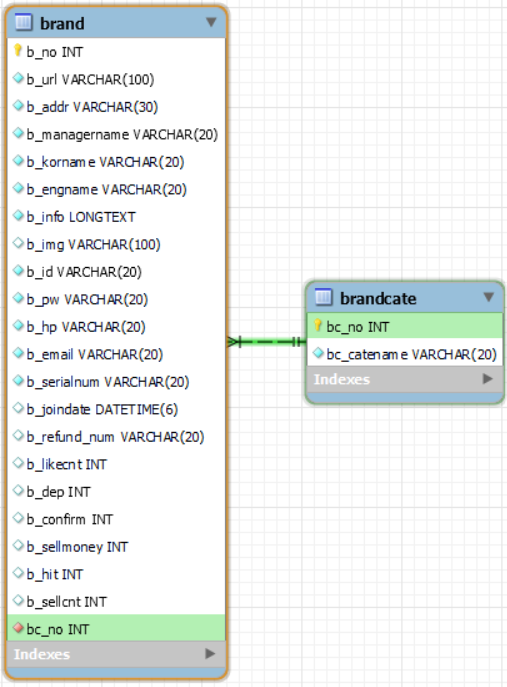 brand
b_no INT
b_url VARCHAR(100)
b_addr VARCHAR(30)
b_managername VARCHAR(20)
b_korname VARCHAR(20)
b_engname VARCHAR(20)
b_info LONGTEXT
b_img VARCHAR(100)
b_id VARCHAR(20)
b_pw VARCHAR(20)
b_hp VARCHAR(20)
b_email VARCHAR(20)
b_serialnum VARCHAR(20)
b_joindate DATETIME(6)
b_refund_num VARCHAR(20)
b_likecnt INT
b_dep INT
b_confirm INT
b_sellmoney INT
b_hit INT
b_sellcnt INT
bc_no INT
Indexes
brandcate
bc_no INT
bc_catename VARCHAR(20)
Indexes